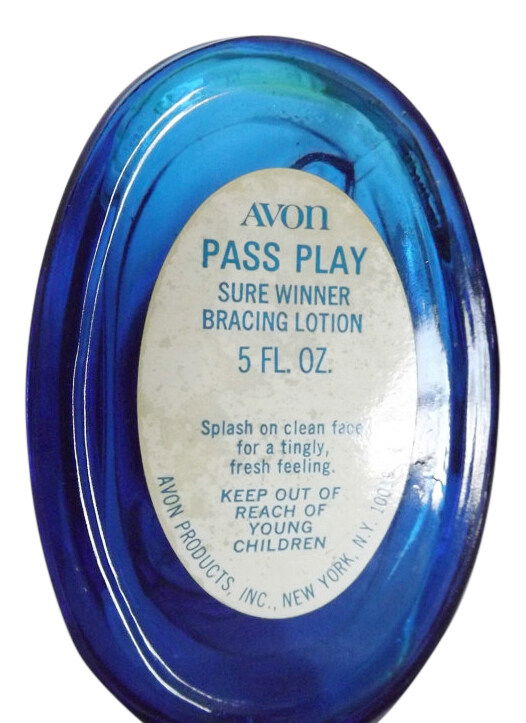 AVON
PASS PLAY
SURE WINNER
BRACING LOTION
5 FL. OZ.
Splash on clean face
for a tingly,
fresh feeling.
KEEP OUT OF
REACH OF
YOUNG
CHILDREN
AVON PRODUCTS, INC., NEW YORK, N.Y.